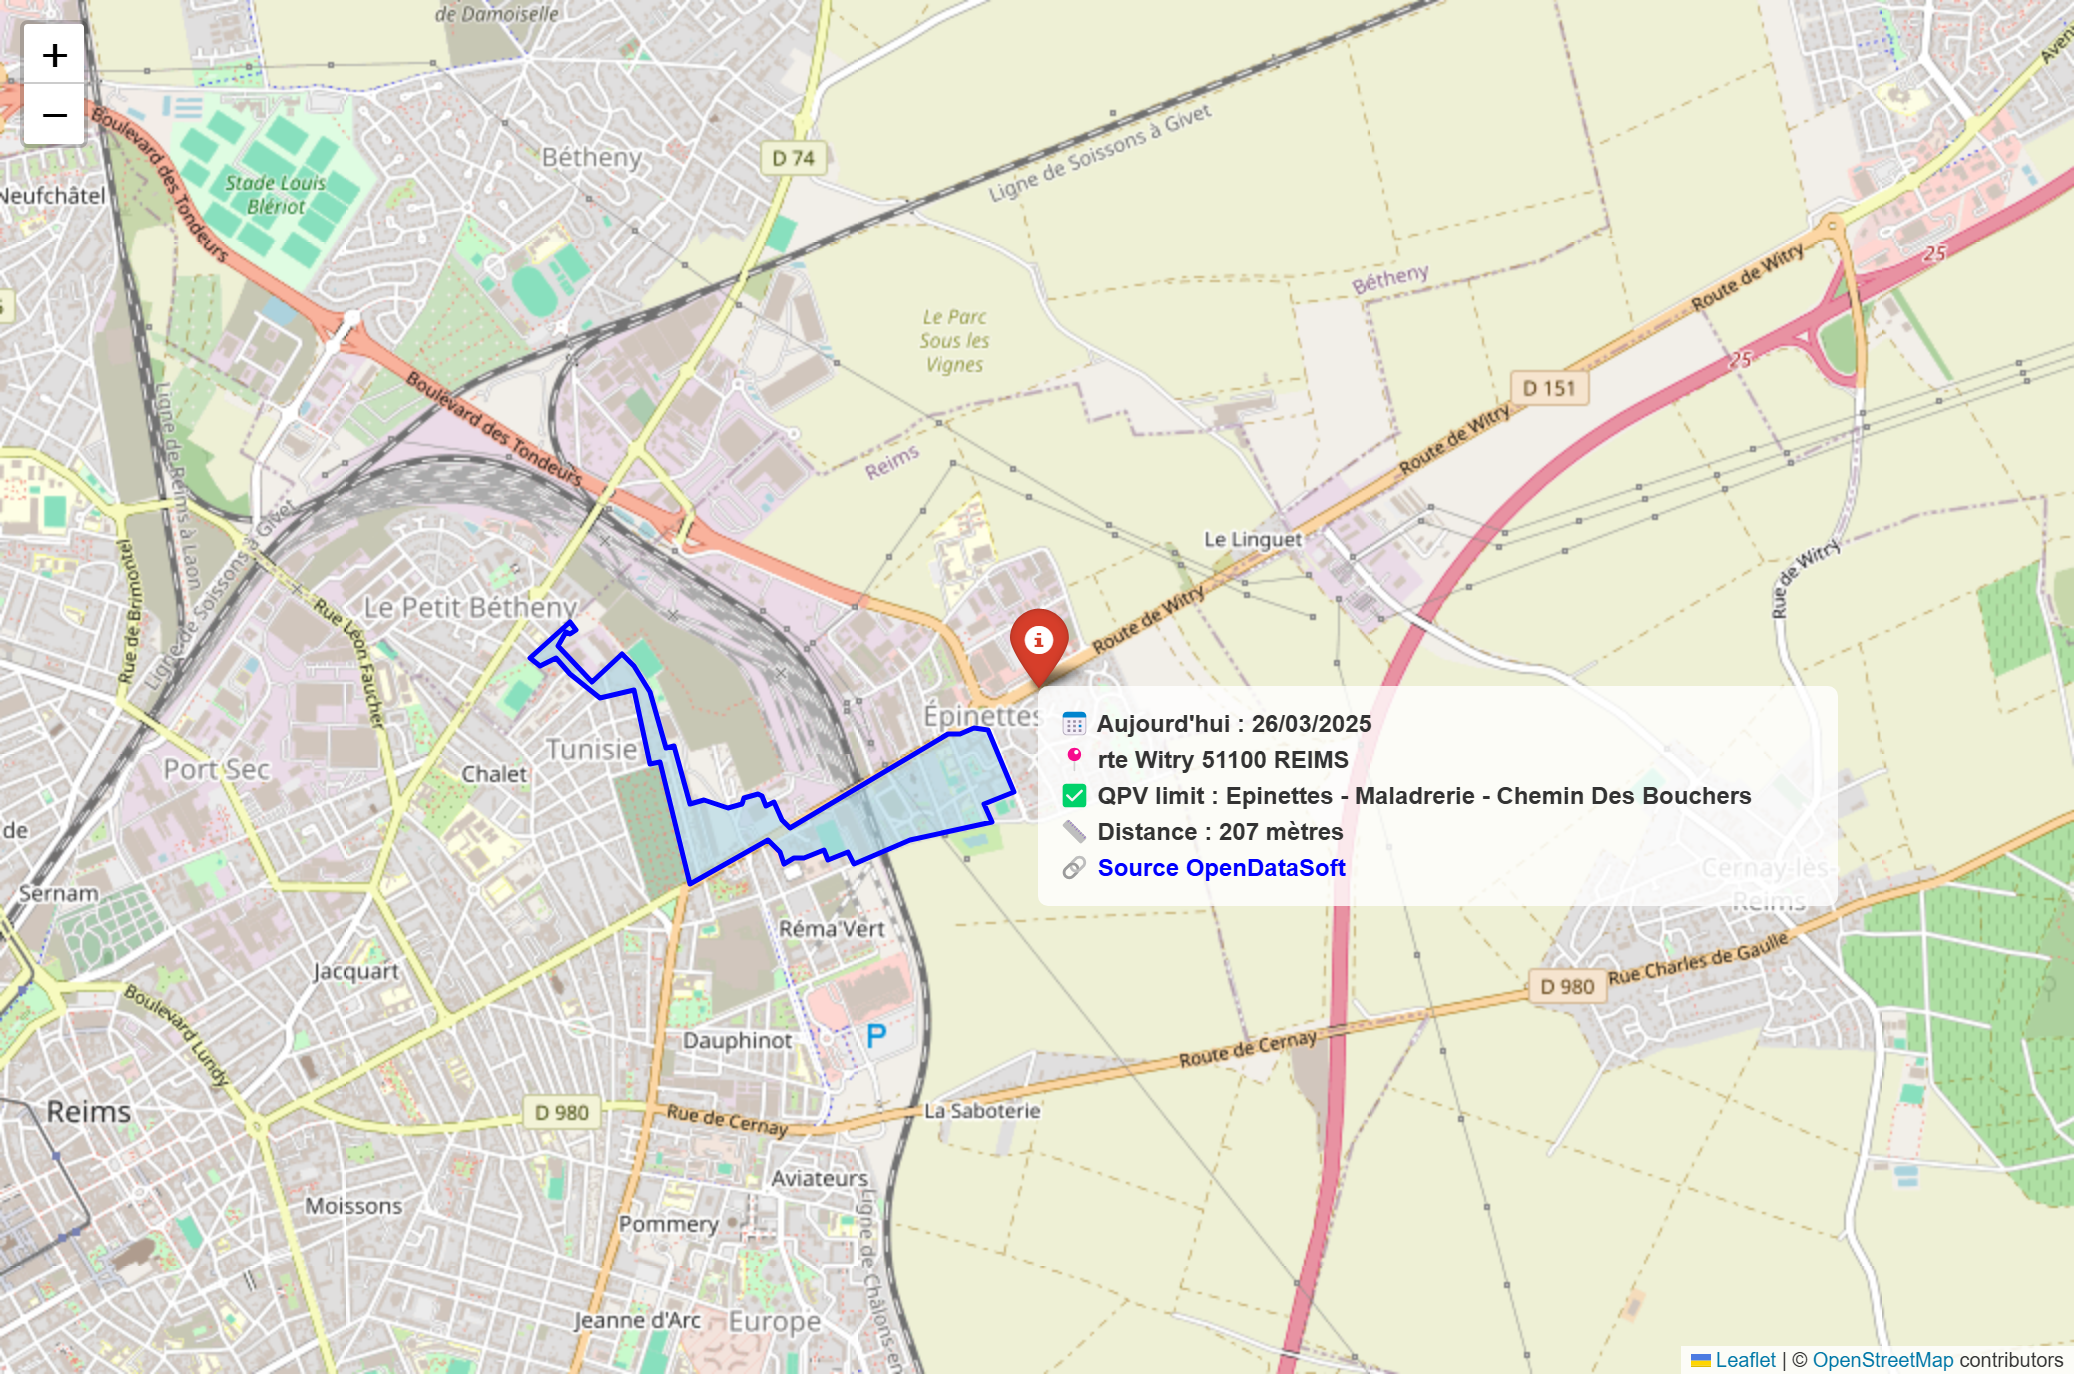 +
−
de Damoiselle
Avenu
Boulevard des Tondeurs
Stade Louis
Blériot
Bétheny
D 74
Ligne de Soissons à Givet
Neufchâtel
25
Route de Witry
Bétheny
Le Parc
Sous les
Vignes
25
D 151
Boulevard des Tondeurs
Route de Witry
Reims
Ligne de Reims à Laon
Ligne de Soissons à Givet
Le Linguet
Rue de Witry
Rue de Brimontel
Le Petit Bétheny
Rue Léon Faucher
Route de Witry
Épinettes
Tunisie
Chalet
Port Sec
Aujourd'hui : 26/03/2025
rte Witry 51100 REIMS
QPV limit : Epinettes - Maladrerie - Chemin Des Bouchers
Distance : 207 mètres
Source OpenDataSoft
de
Sernam
Cernay-lès-
Reims
Réma'Vert
Jacquart
Rue Charles de Gaulle
D 980
Boulevard Lundy
P
Dauphinot
Route de Cernay
Reims
D 980
Rue de Cernay
La Saboterie
Aviateurs
Moissons
Pommery
Ligne de Châlons-en
Jeanne d'Arc
Europe
Leaflet | © OpenStreetMap contributors